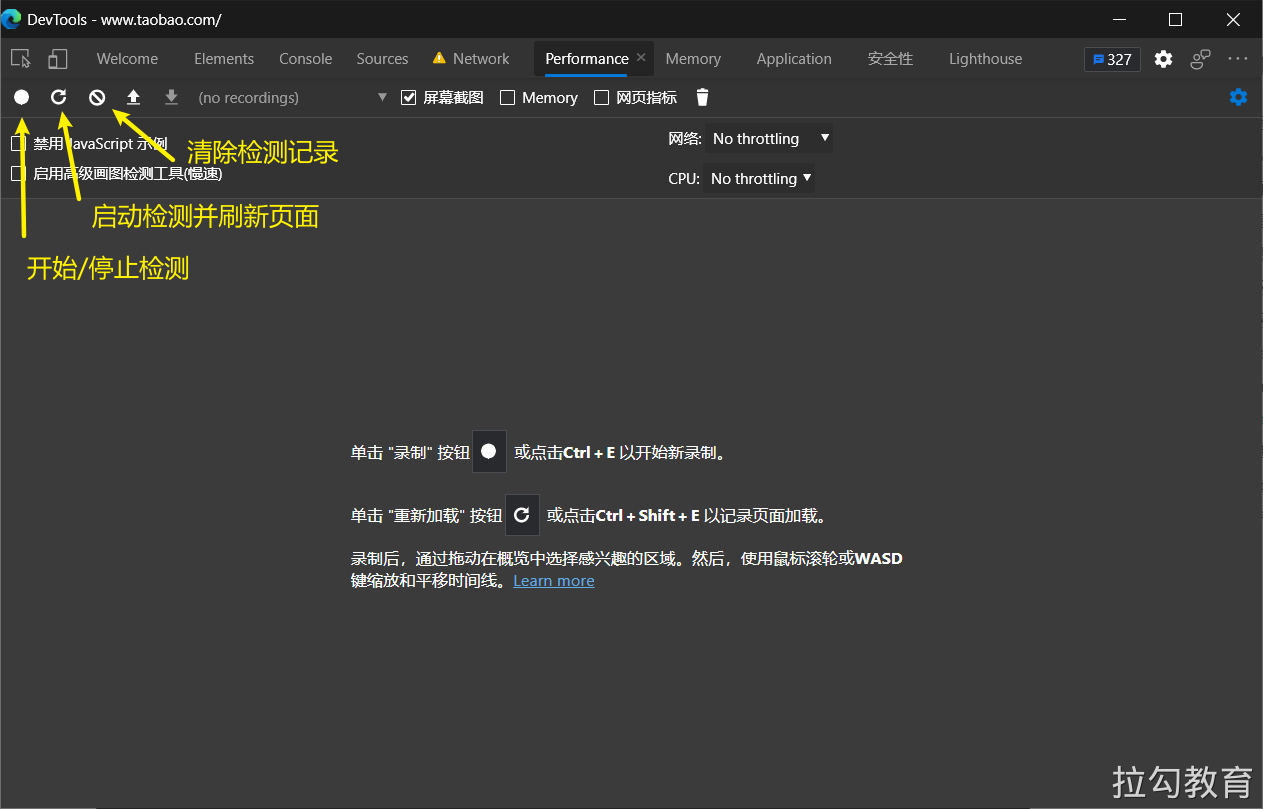 DevTools - www.taobao.com/
Welcome Elements Console Sources Network Performance Memory Application 安全性 Lighthouse 327
(no recordings) 屏幕截图 Memory 网页指标
禁用 JavaScript 示例 网络: No throttling
清除检测记录
启用高级画图检测工具(慢速) CPU: No throttling
启动检测并刷新页面
开始/停止检测
单击 "录制" 按钮 或点击Ctrl + E 以开始新录制。
单击 "重新加载" 按钮 或点击Ctrl + Shift + E 以记录页面加载。
录制后，通过拖动在概览中选择感兴趣的区域。然后，使用鼠标滚轮或WASD
键缩放和平移时间线。Learn more
拉勾教育